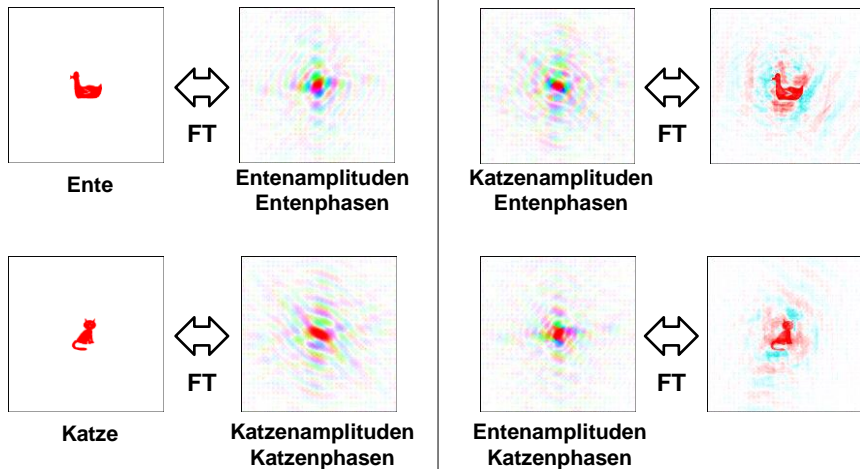 FT
Ente
Entenamplituden
Entenphasen
FT
Katzenamplituden
Entenphasen
FT
Katze
Katzenamplituden
Katzenphasen
FT
Entenamplituden
Katzenphasen